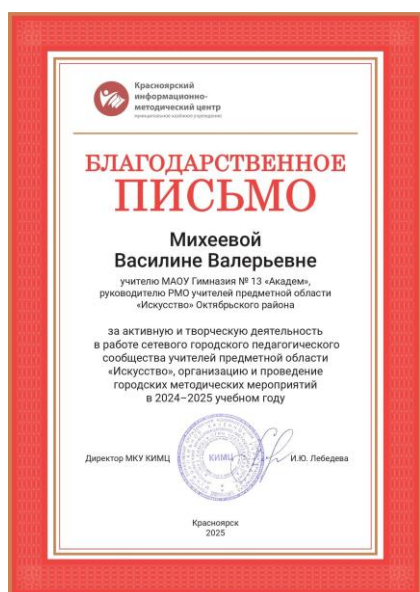 Красноярский
информационно-
методический центр
муниципальное казённое учреждение
БЛАГОДАРСТВЕННОЕ
ПИСЬМО
Михеевой
Василине Валерьевне
учителю МАОУ Гимназия № 13 «Академ»,
руководителю РМО учителей предметной области
«Искусство» Октябрьского района
за активную и творческую деятельность
в работе сетевого городского педагогического
сообщества учителей предметной области
«Искусство», организацию и проведение
городских методических мероприятий
в 2024–2025 учебном году
Директор МКУ КИМЦ
КИМЦ
И.Ю. Лебедева
Красноярск
2025